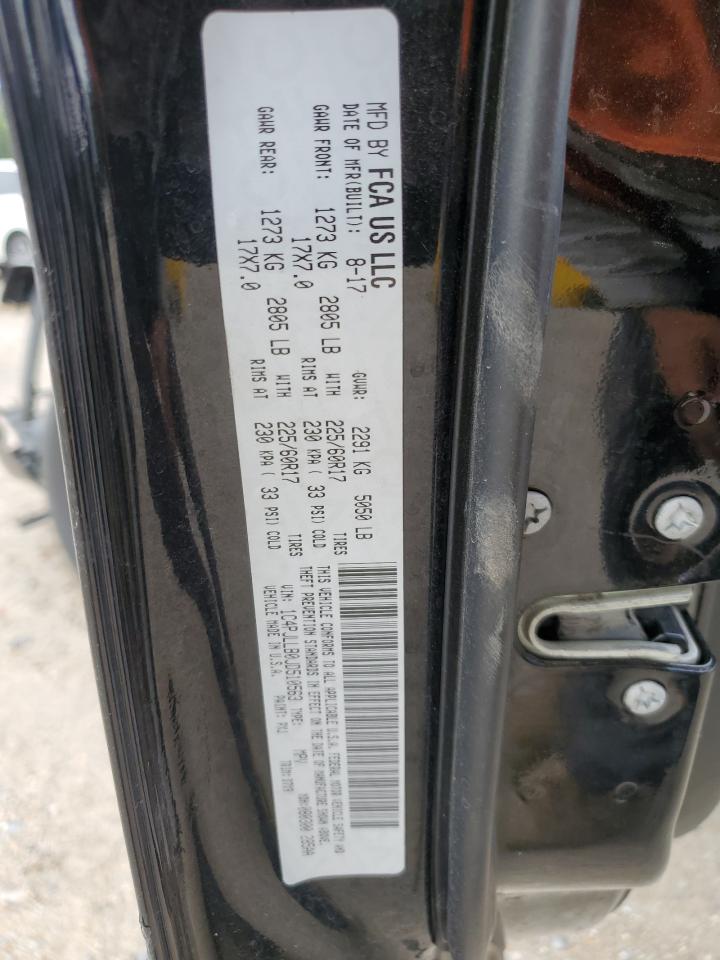 MFD BY FCA US LLC
DATE OF MFR(BUILT): 8-17 GVWR: 2291 KG 5050 LB
GAWR FRONT: 1273 KG 2805 LB WITH 225/60R17 TIRES
17X7.0 RIMS AT 230 KPA ( 33 PSI) COLD
GAWR REAR: 1273 KG 2805 LB WITH 225/60R17 TIRES
17X7.0 RIMS AT 230 KPA ( 33 PSI) COLD
THIS VEHICLE CONFORMS TO ALL APPLICABLE U.S.A. FEDERAL MOTOR VEHICLE SAFETY AND
THEFT PREVENTION STANDARDS IN EFFECT ON THE DATE OF MANUFACTURE SHOWN ABOVE.
VIN: 1C4PJLLB0JD510563 TYPE: MPV
VEHICLE MADE IN U.S.A. PAINT: PXJ